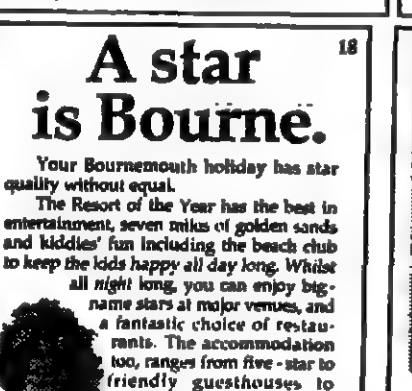 18
A star
is Bourne.
Your Bournemouth holiday has star
quality without equal.
The Resort of the Year has the best in
entertainment, seven miles of golden sands
and kiddies' fun including the beach club
to keep the kids happy all day long. Whilst
all night long, you can enjoy big-
name stars at major venues, and
a fantastic choice of restau-
rants. The accommodation
too, ranges from five-star to
friendly guesthouses to